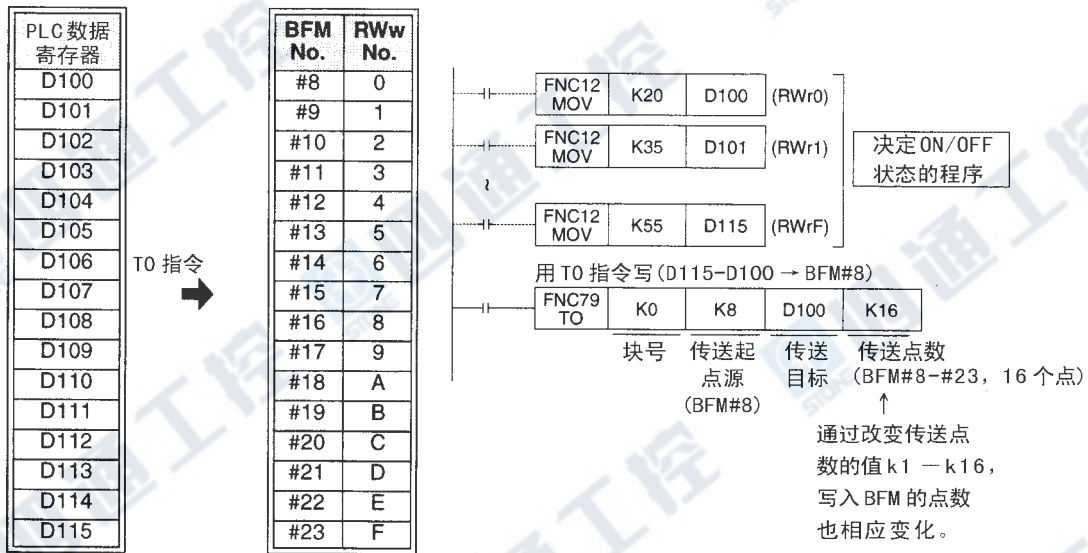 PLC数据
寄存器
D100
D101
D102
D103
D104
D105
D106
D107
D108
D109
D110
D111
D112
D113
D114
D115
TO 指令
BFM No. RWw No.
#8 0
#9 1
#10 2
#11 3
#12 4
#13 5
#14 6
#15 7
#16 8
#17 9
#18 A
#19 B
#20 C
#21 D
#22 E
#23 F
FNC12 MOV K20 D100 (RWr0)
FNC12 MOV K35 D101 (RWr1)
~
FNC12 MOV K55 D115 (RWrF)
决定ON/OFF
状态的程序
用 TO 指令写(D115-D100→BFM#8)
FNC79 TO K0 K8 D100 K16
块号
传送起
点源
(BFM#8)
传送
目标
传送点数
(BFM#8-#23, 16个点)
↑
通过改变传送点
数的值k1 —k16,
写入BFM的点数
也相应变化。